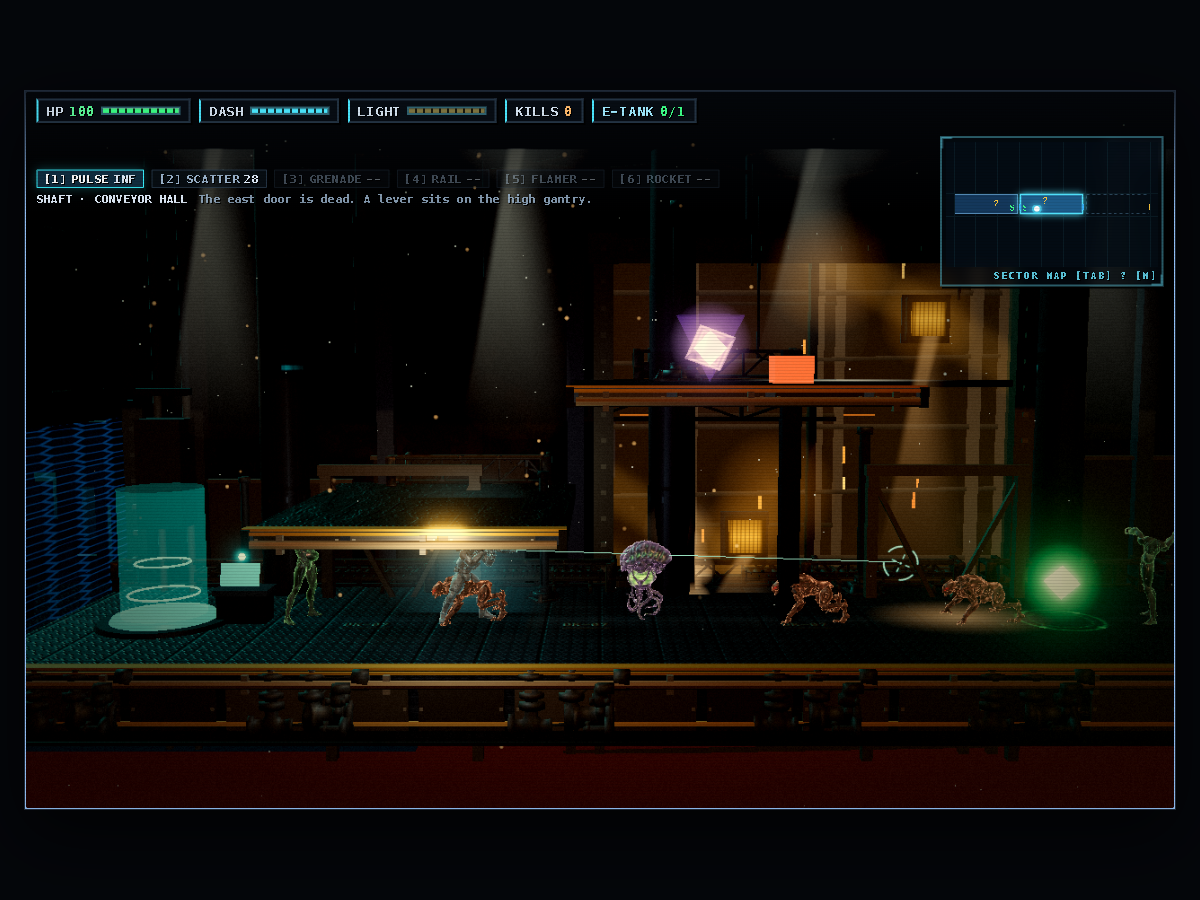 HP 100 DASH LIGHT KILLS 0 E-TANK 0/1
[1] PULSE INF [2] SCATTER 28 [3] GRENADE -- [4] RAIL -- [5] FLAMER -- [6] ROCKET --
SHAFT · CONVEYOR HALL The east door is dead. A lever sits on the high gantry.
? S S ?
SECTOR MAP [TAB] ? [M]